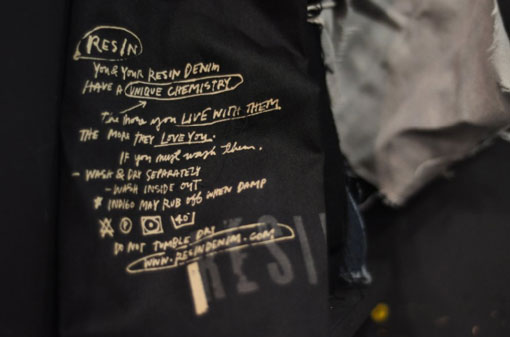 RESIN
YOU & YOUR RESIN DENIM
HAVE A UNIQUE CHEMISTRY
The more you LIVE WITH THEM
THE MORE THEY LOVE YOU.
If you must wash them.
- WASH & DRY SEPARATELY
- WASH INSIDE OUT
* INDIGO MAY RUB OFF WHEN DAMP
40°
DO NOT TUMBLE DRY
WWW.RESINDENIM.COM
RESIN